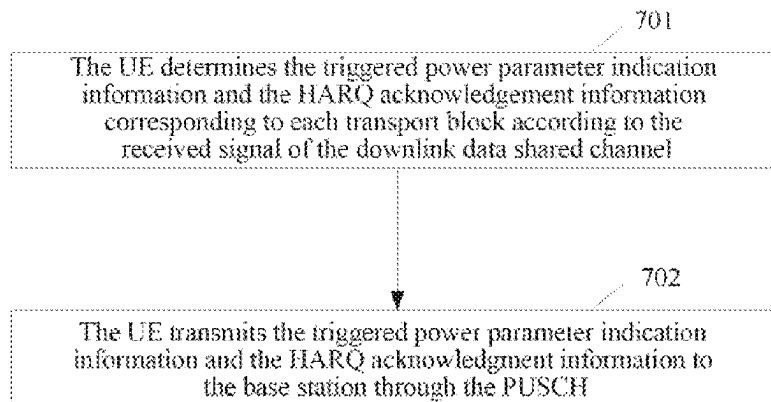 701
The UE determines the triggered power parameter indication
information and the HARQ acknowledgement information
corresponding to each transport block according to the
received signal of the downlink data shared channel
702
The UE transmits the triggered power parameter indication
information and the HARQ acknowledgment information to
the base station through the PUSCH